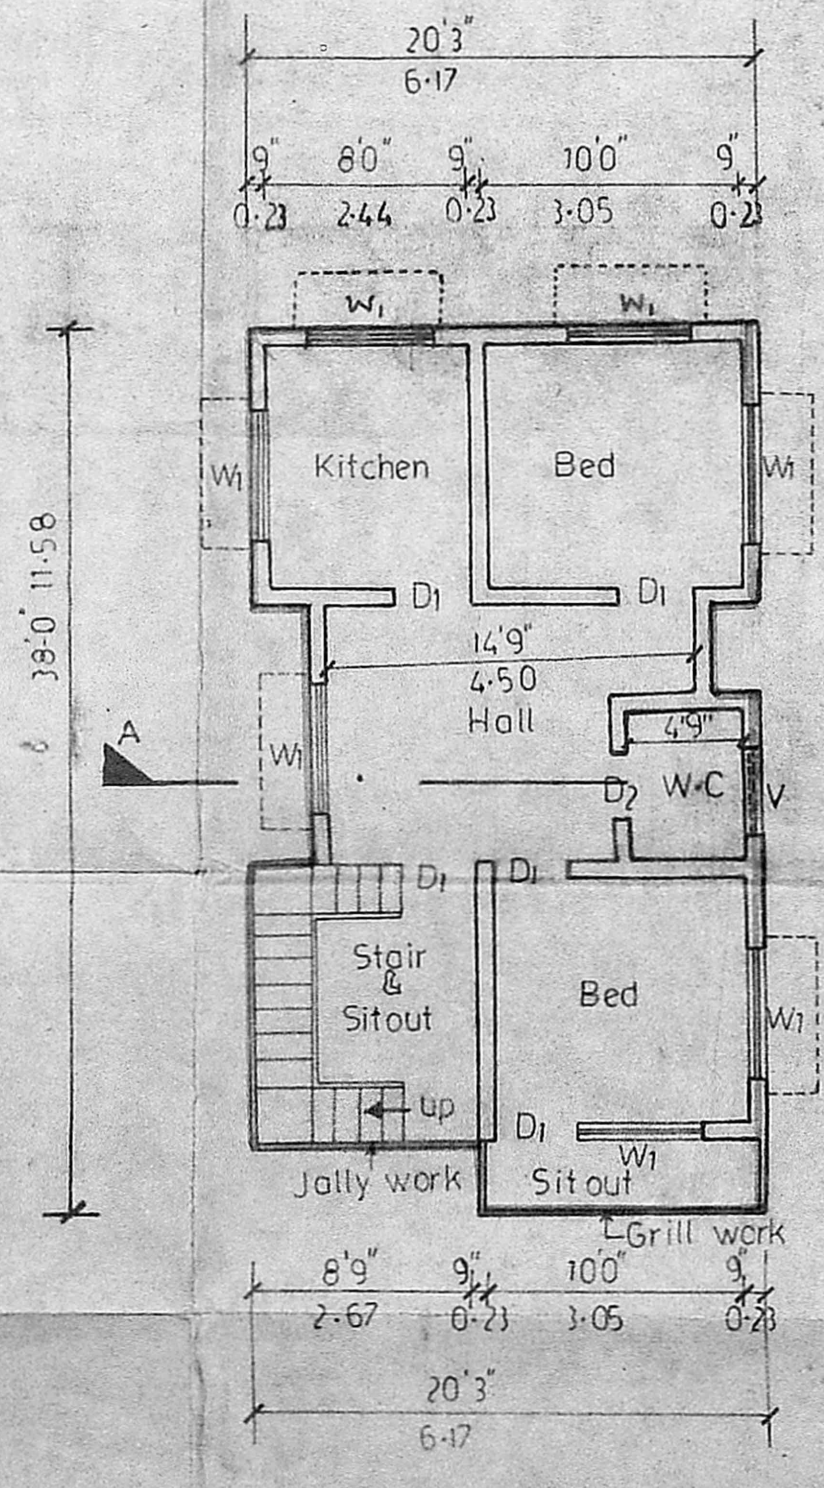 20'3"
6.17
9" 8'0" 9" 10'0" 9"
0.23 2.44 0.23 3.05 0.23
W1 W1
W1 Kitchen Bed W1
38'-0" 11.58
D1 D1
14'9"
4.50
Hall
4'9"
A
W1
D2 W.C V
D1 D1
Stair
&
Sitout
Bed
W1
up
D1
W1
Jally work
Sitout
Grill work
8'9" 9" 10'0" 9"
2.67 0.23 3.05 0.23
20'3"
6.17